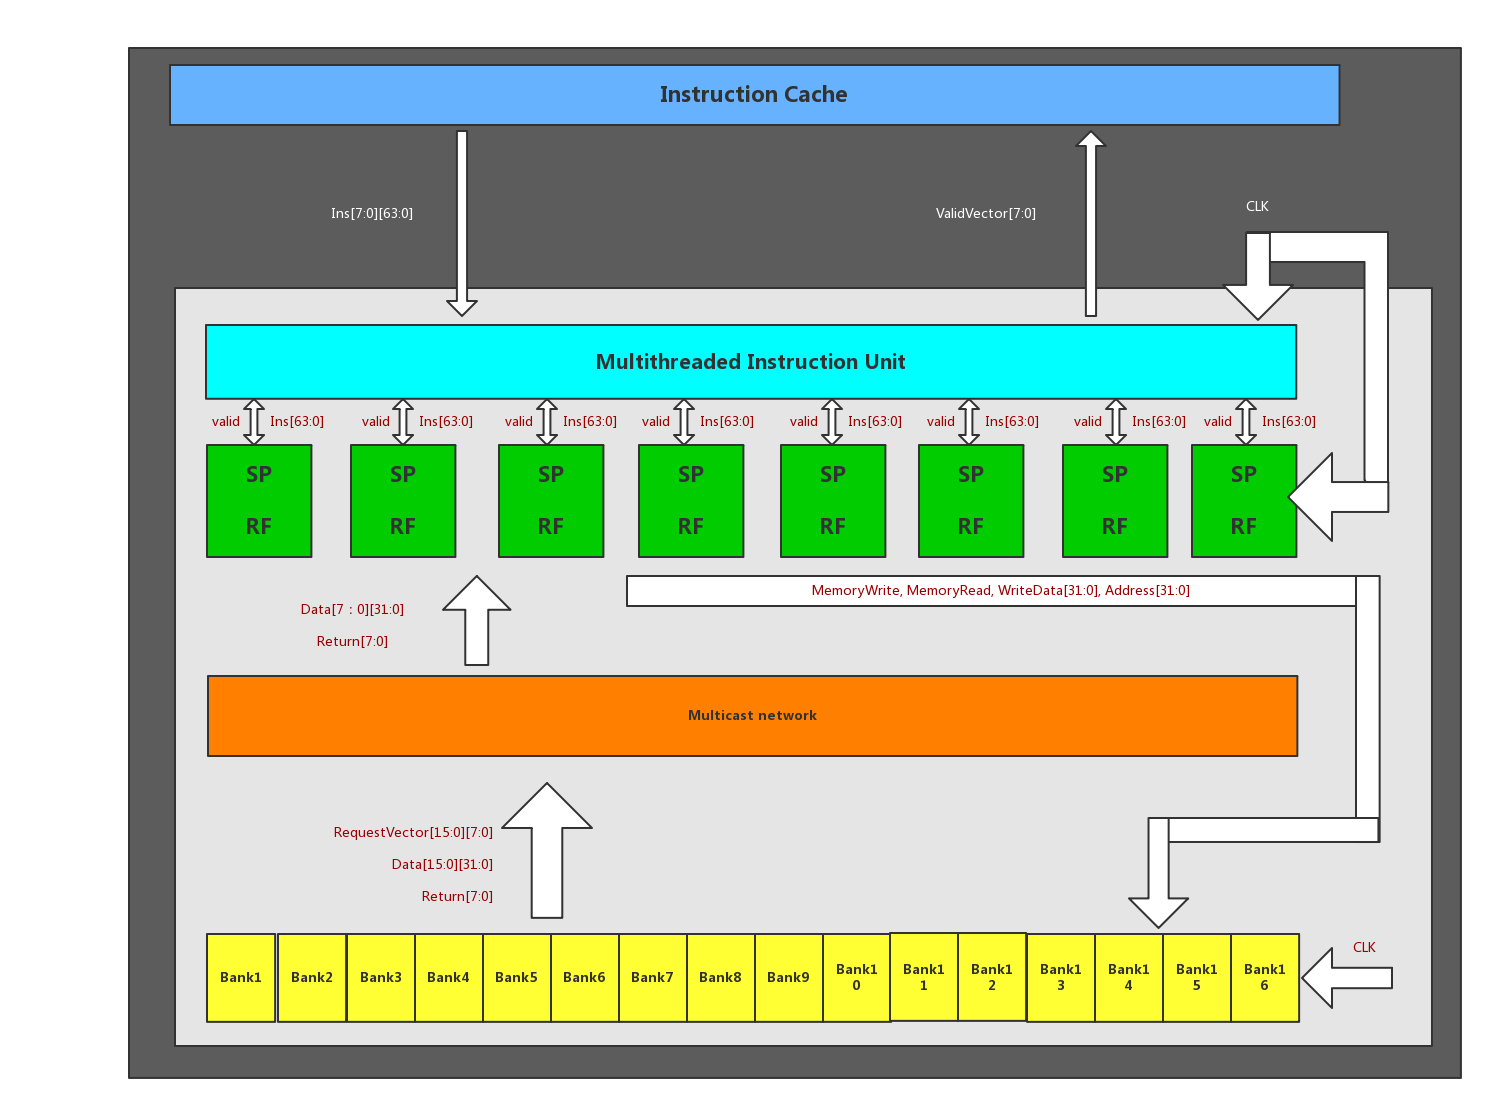 Instruction Cache
Ins[7:0][63:0]
ValidVector[7:0]
CLK
Multithreaded Instruction Unit
valid Ins[63:0] valid Ins[63:0] valid Ins[63:0] valid Ins[63:0] valid Ins[63:0] valid Ins[63:0] valid Ins[63:0] valid Ins[63:0]
SP SP SP SP SP SP SP SP
RF RF RF RF RF RF RF RF
MemoryWrite, MemoryRead, WriteData[31:0], Address[31:0]
Data[7：0][31:0]
Return[7:0]
Multicast network
RequestVector[15:0][7:0]
Data[15:0][31:0]
Return[7:0]
CLK
Bank1 Bank2 Bank3 Bank4 Bank5 Bank6 Bank7 Bank8 Bank9
Bank1
0
Bank1
1
Bank1
2
Bank1
3
Bank1
4
Bank1
5
Bank1
6